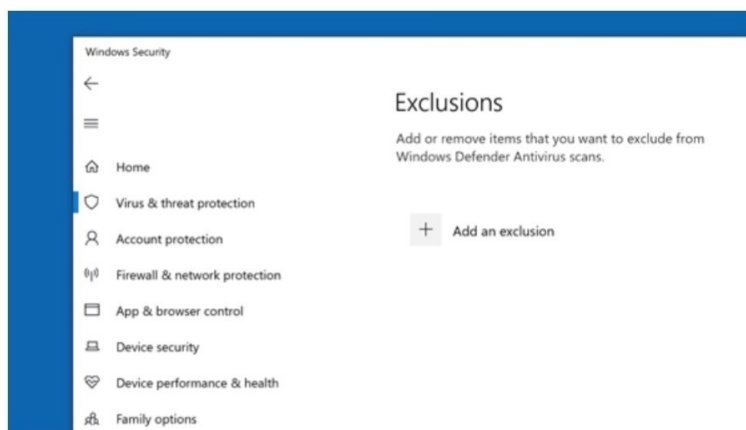 Windows Security
Exclusions
Add or remove items that you want to exclude from
Windows Defender Antivirus scans.
Add an exclusion
Home
Virus & threat protection
Account protection
Firewall & network protection
App & browser control
Device security
Device performance & health
Family options